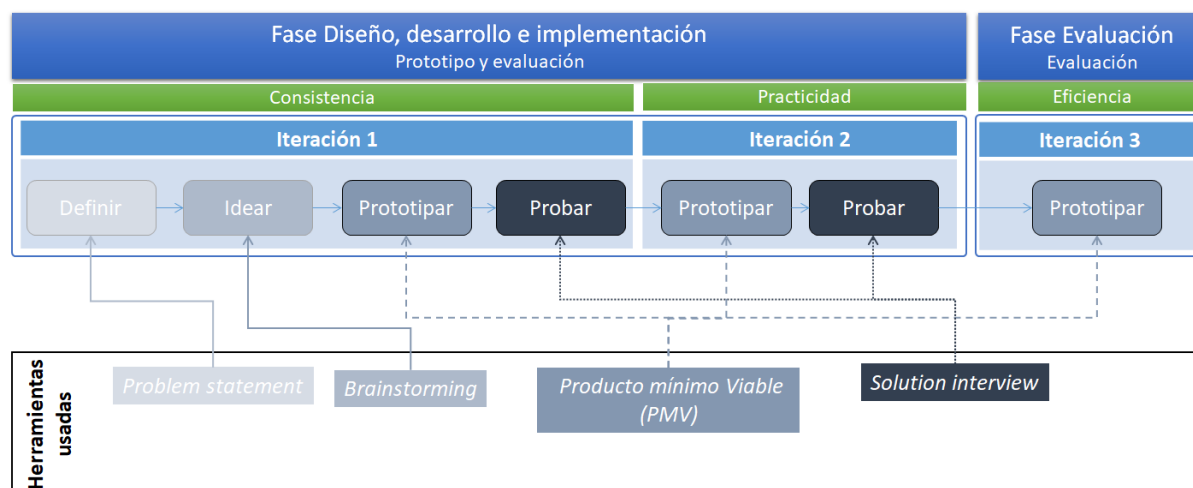 Fase Diseño, desarrollo e implementación
Prototipo y evaluación
Fase Evaluación
Evaluación
Consistencia
Practicidad
Eficiencia
Iteración 1
Iteración 2
Iteración 3
Definir
Idear
Prototipar
Probar
Prototipar
Probar
Prototipar
Herramientas
usadas
Problem statement
Brainstorming
Producto mínimo Viable
(PMV)
Solution interview